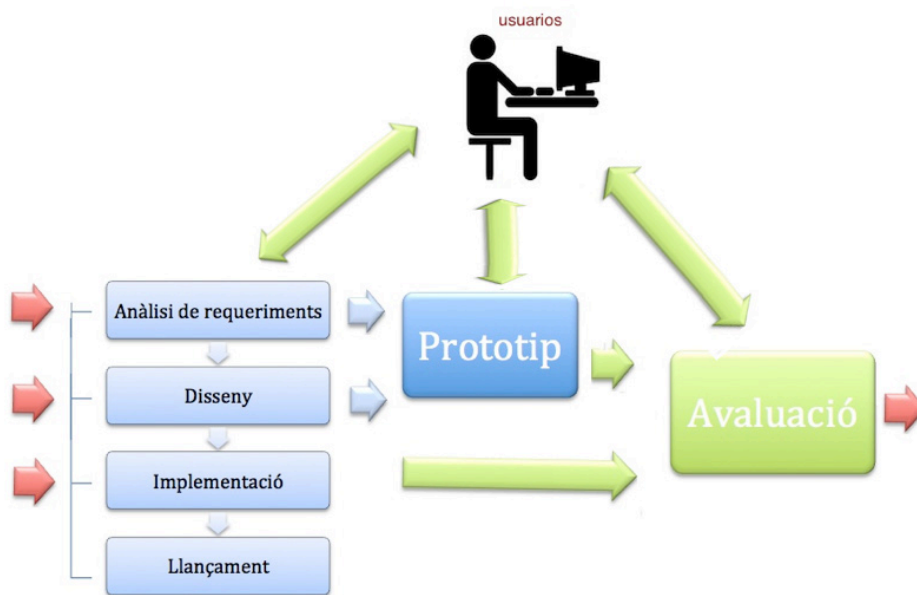 usuarios
Anàlisi de requeriments
Prototip
Disseny
Avaluació
Implementació
Llançament